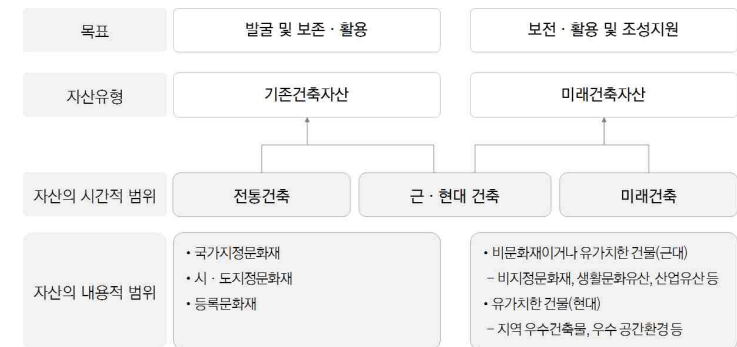 목표
발굴 및 보존 · 활용
보전 · 활용 및 조성지원
자산유형
기존건축자산
미래건축자산
자산의 시간적 범위
전통건축
근 · 현대 건축
미래건축
자산의 내용적 범위
• 국가지정문화재
• 시 · 도지정문화재
• 등록문화재
• 비문화재이거나 유가치한 건물(근대)
– 비지정문화재, 생활문화유산, 산업유산 등
• 유가치한 건물(현대)
– 지역 우수건축물, 우수 공간환경 등